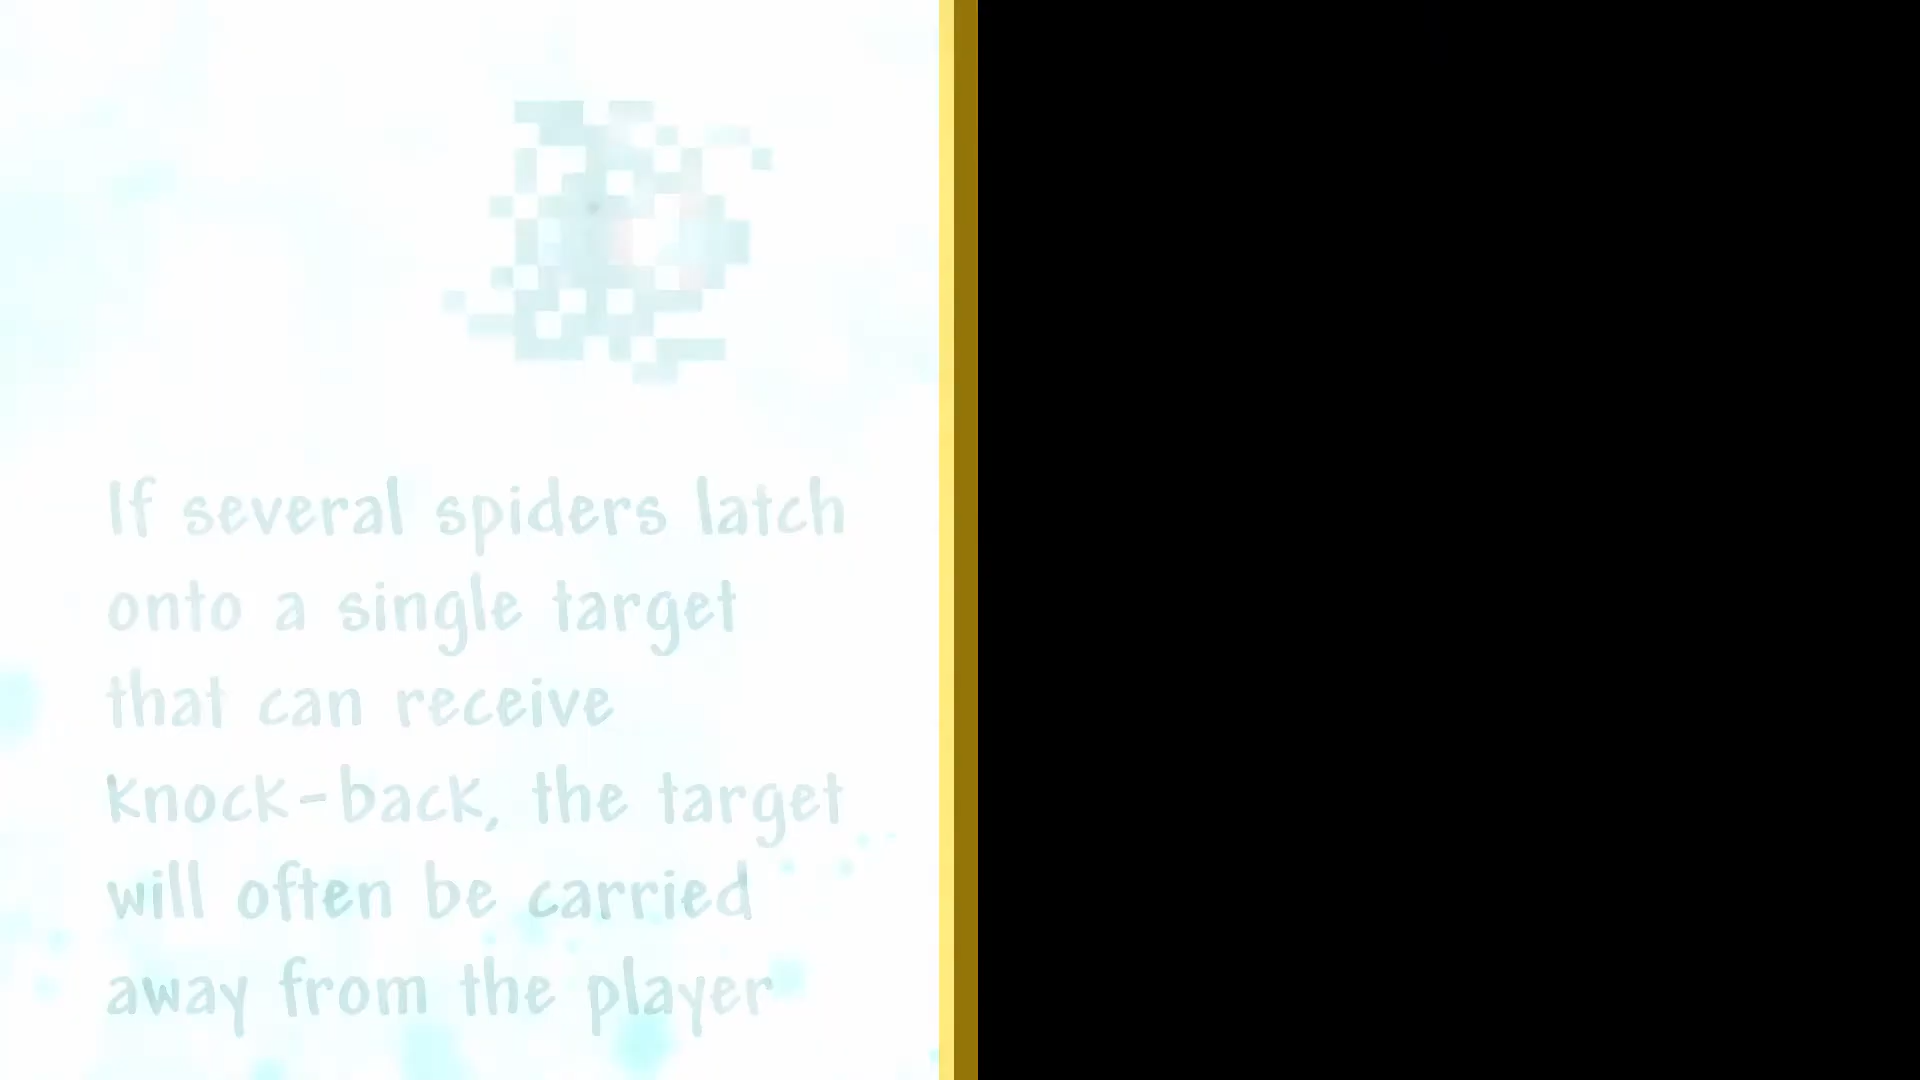 If several spiders latch
onto a single target
that can receive
knock-back, the target
will often be carried
away from the player